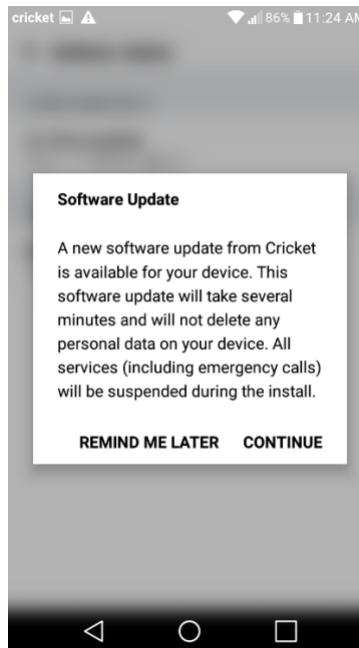 cricket 86% 11:24 AM
Software Update
A new software update from Cricket
is available for your device. This
software update will take several
minutes and will not delete any
personal data on your device. All
services (including emergency calls)
will be suspended during the install.
REMIND ME LATER CONTINUE